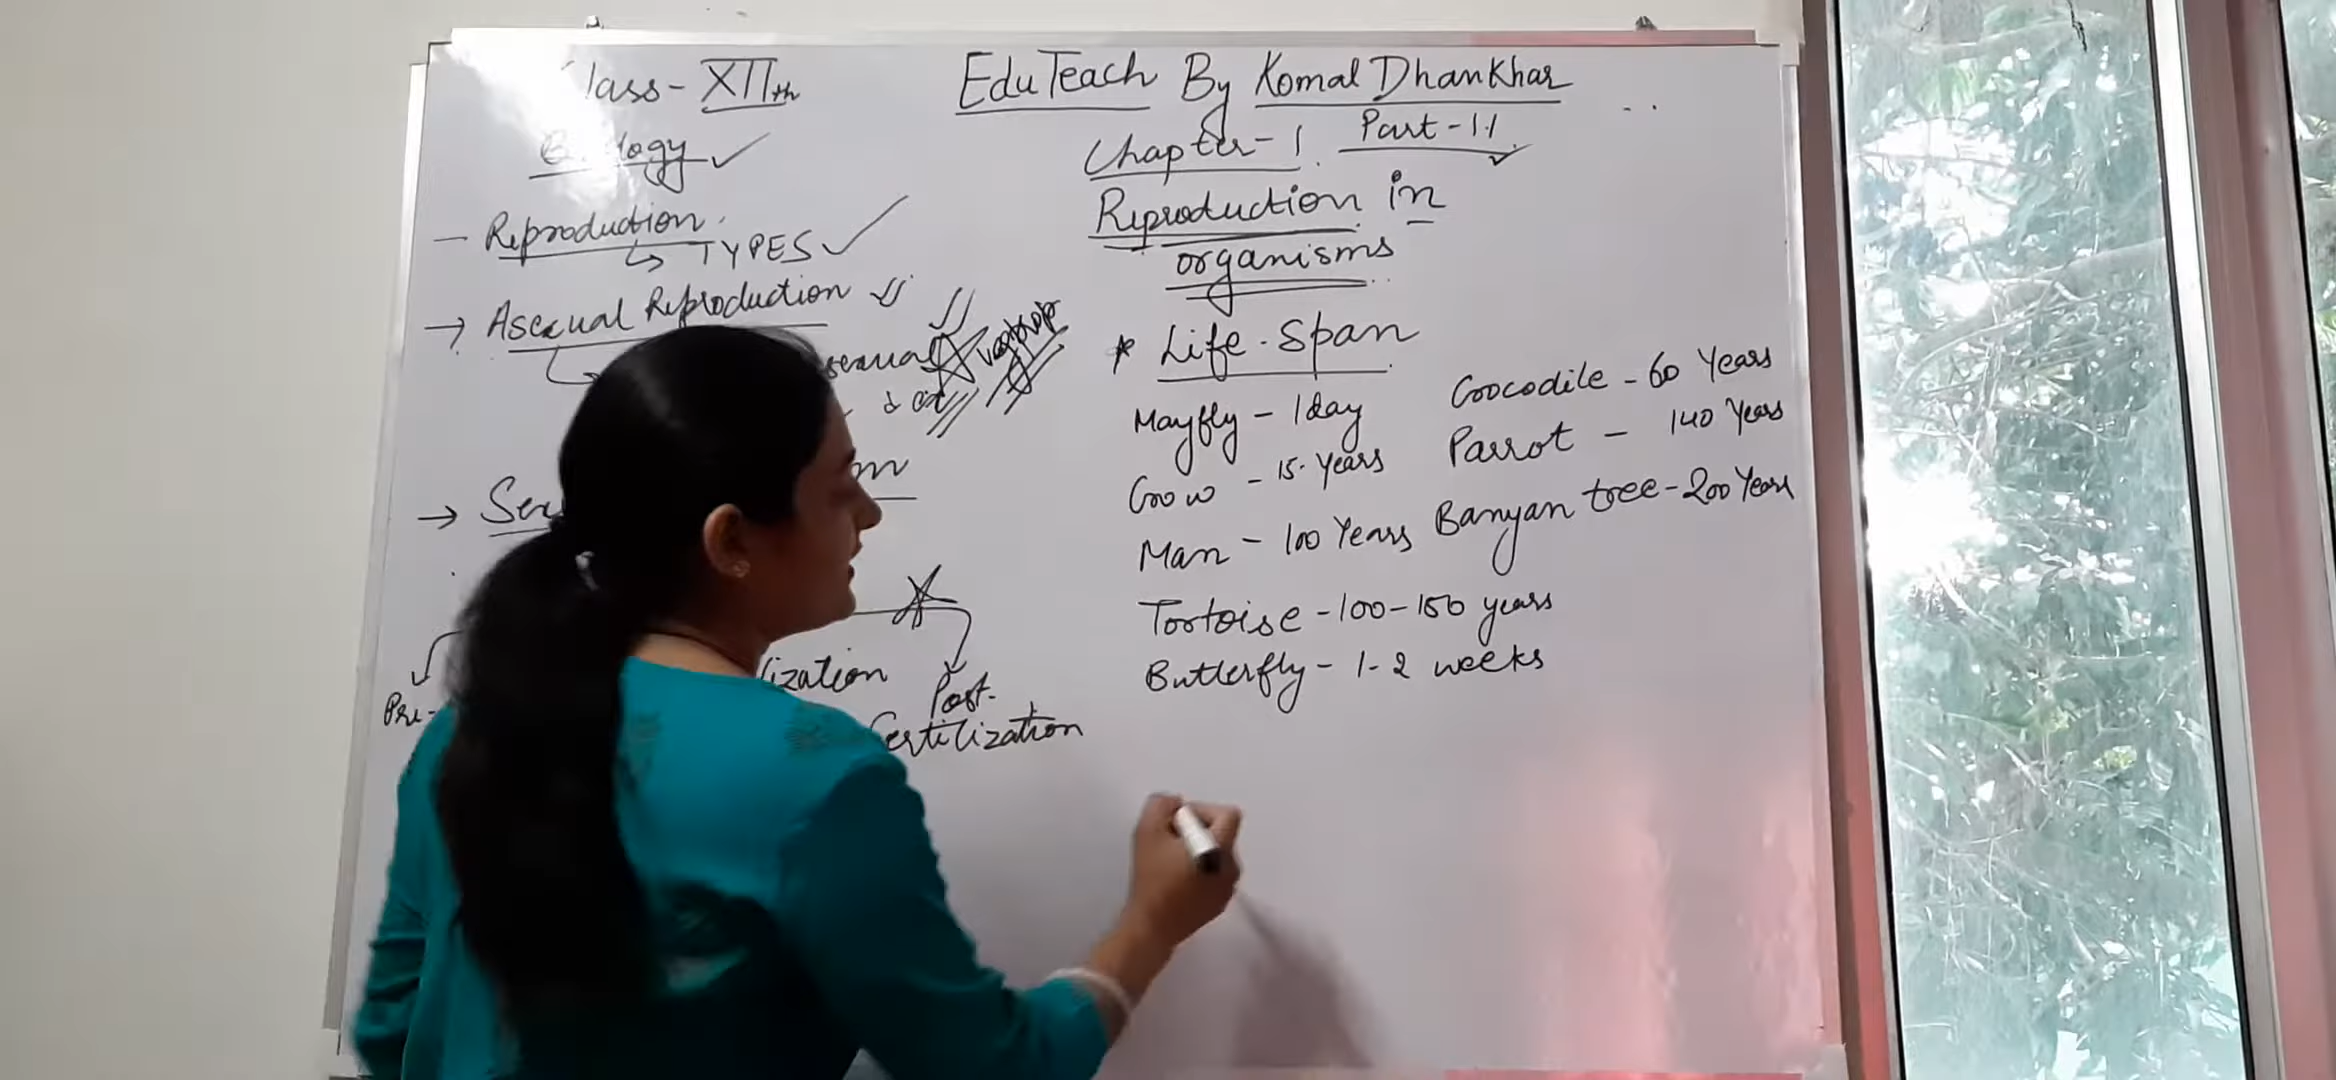 Class - XIIth
Biology
- Reproduction.
↳ TYPES ✓
→ Asexual Reproduction
EduTeach By Komal Dhankhar
Chapter - 1. Part - 1.1
Reproduction in
organisms
* Life - Span
Mayfly - 1 day
Crow - 15 years
Man - 100 Years
Tortoise - 100 - 150 years
Butterfly - 1 - 2 weeks
Crocodile - 60 Years
Parrot - 140 Years
Banyan tree - 200 Years
Post-
Fertilization